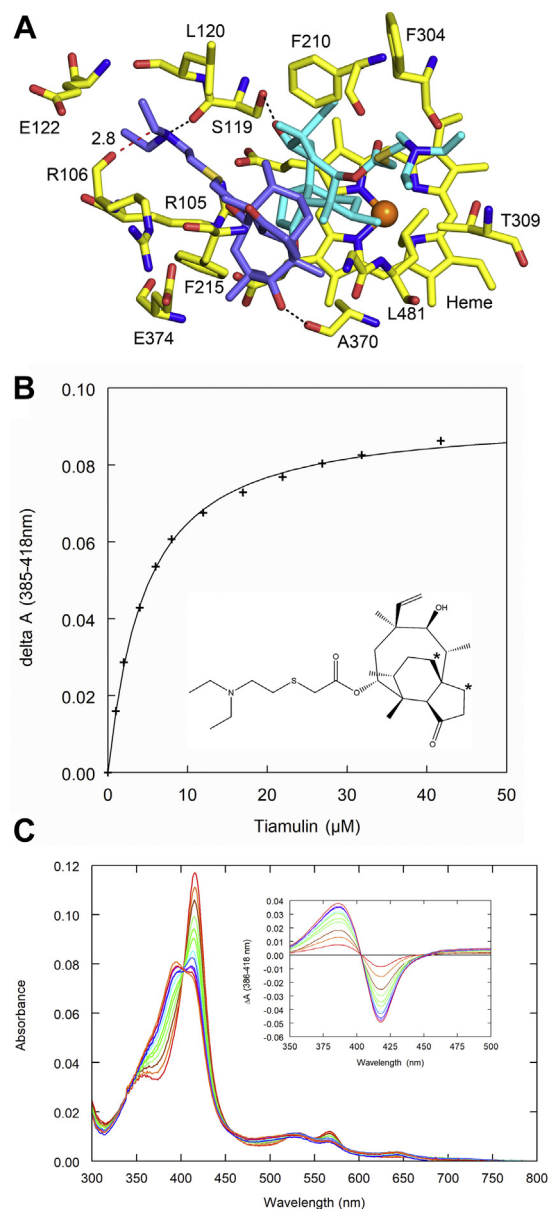 A
L120
F210
F304
E122
S119
2.8
R106
R105
T309
F215
L481
Heme
E374
A370
B
0.10
0.08
0.06
0.04
0.02
0.00
delta A (385-418nm)
0
10
20
30
40
50
Tiamulin (µM)
OH
*
*
O
S
O
N
O
C
0.12
0.11
0.10
0.08
0.06
0.04
0.02
0.00
Absorbance
300
350
400
450
500
550
600
650
700
750
800
Wavelength (nm)
0.04
0.03
0.02
0.01
0.00
-0.01
-0.02
-0.03
-0.04
-0.05
-0.06
ΔA (386-418 nm)
350
375
400
425
450
475
500
Wavelength (nm)